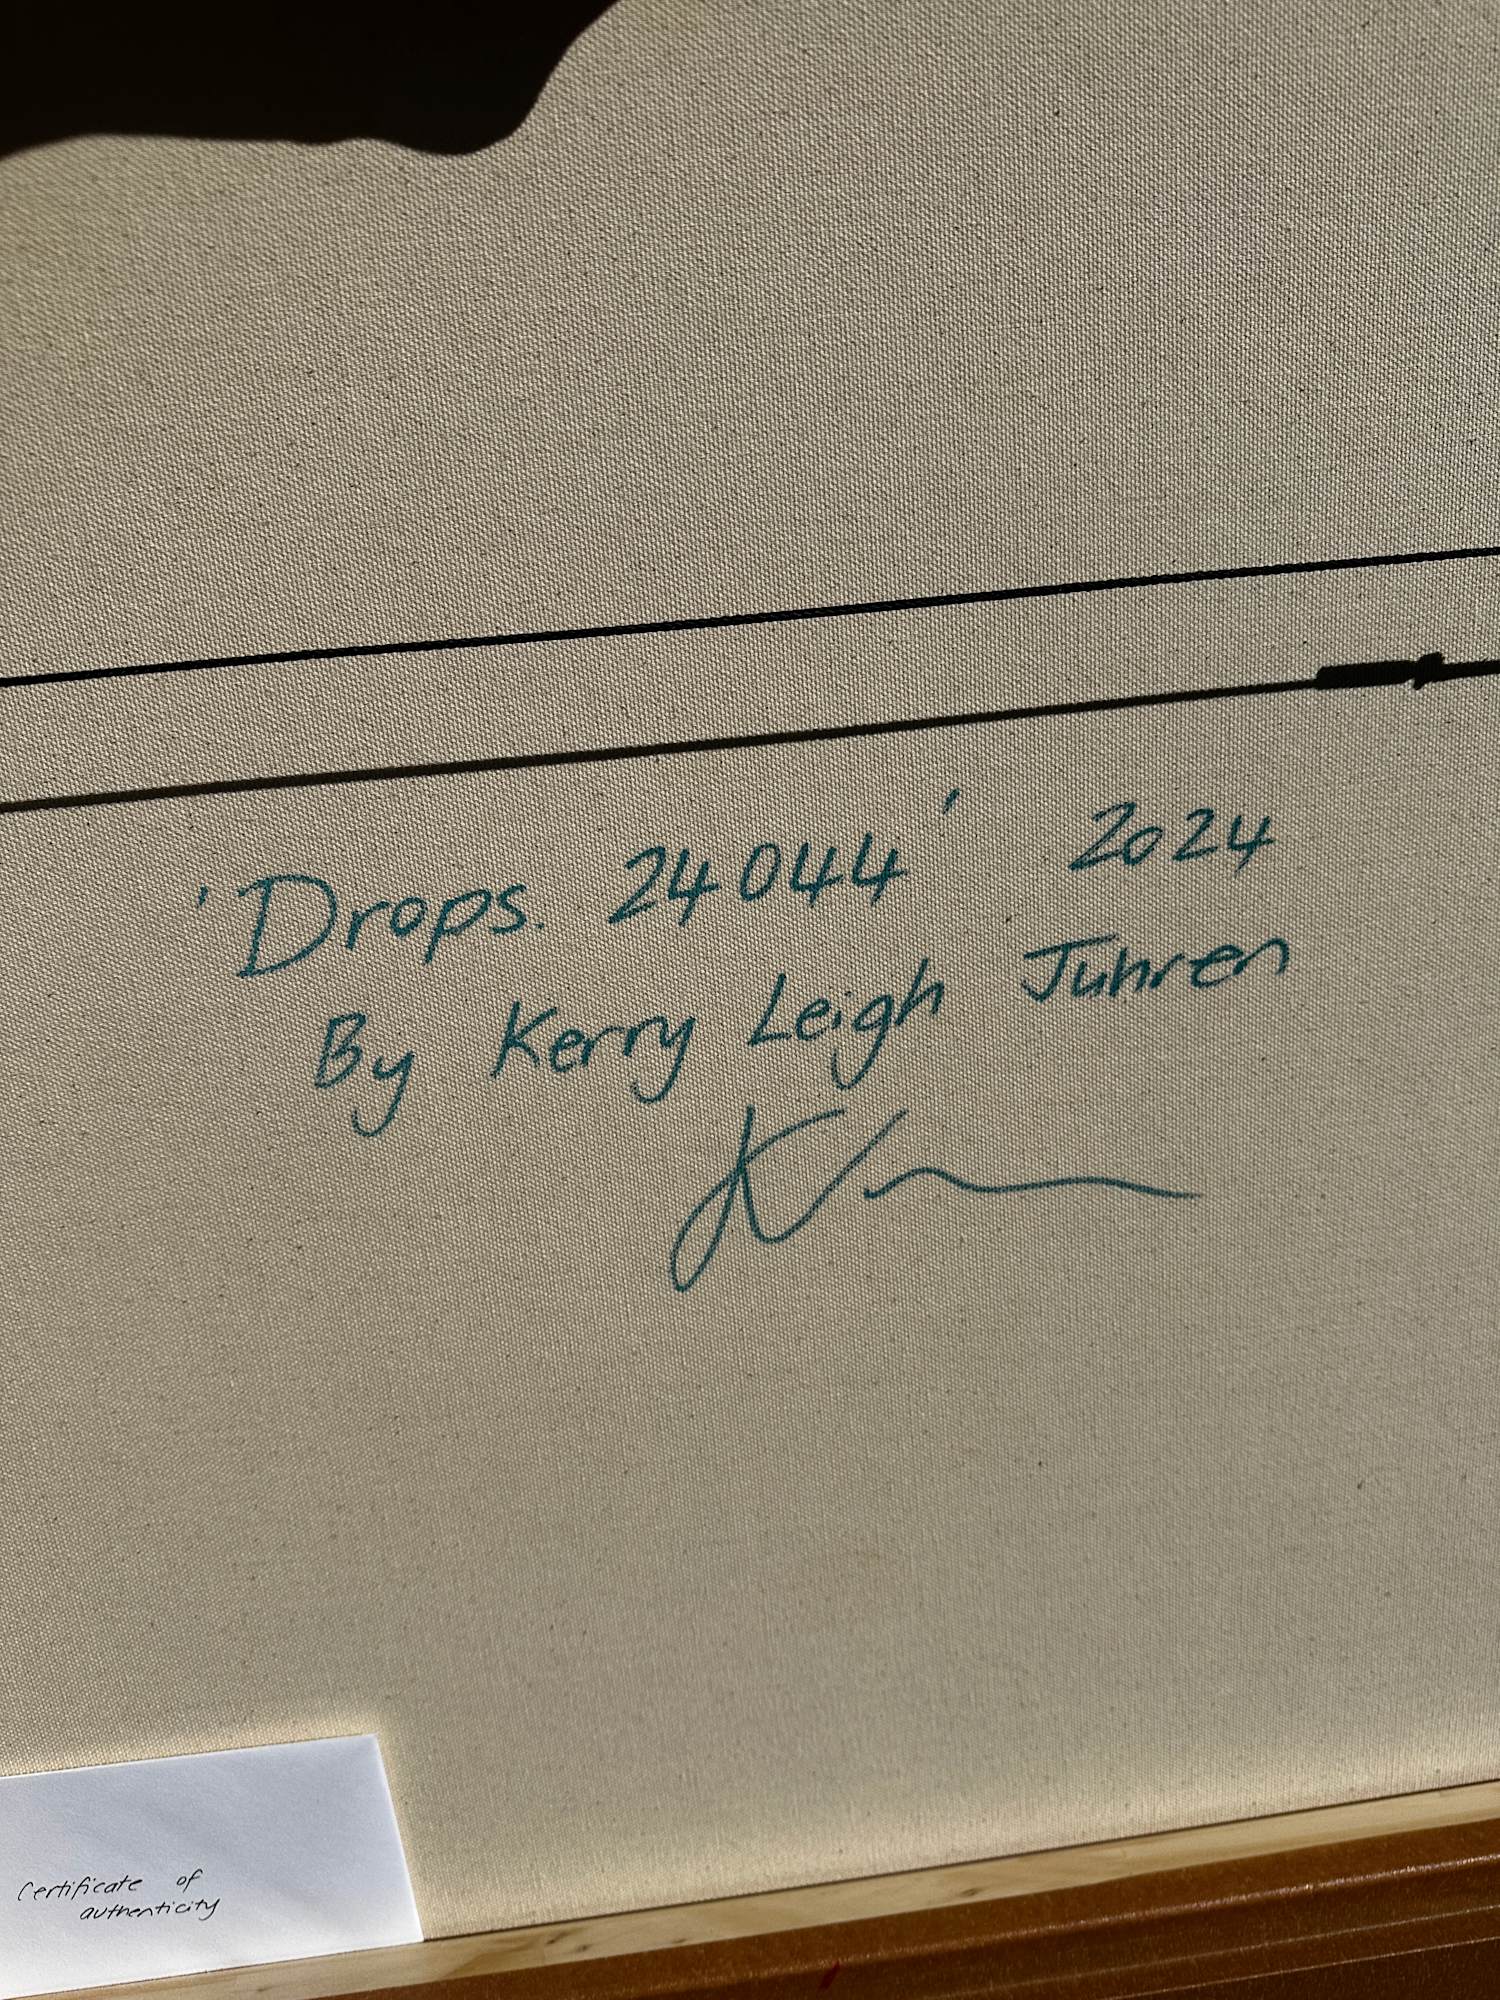 'Drops. 24044' 2024
By Kerry Leigh Juhren
Certificate of
authenticity